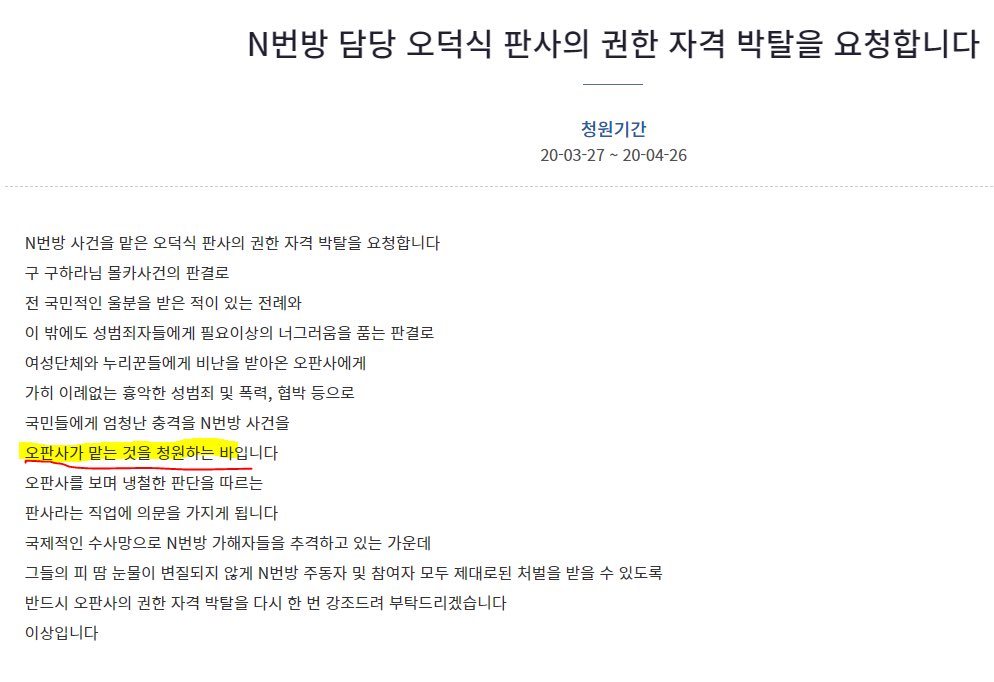 N번방 담당 오덕식 판사의 권한 자격 박탈을 요청합니다
청원기간
20-03-27 ~ 20-04-26
N번방 사건을 맡은 오덕식 판사의 권한 자격 박탈을 요청합니다
구 구하라님 몰카사건의 판결로
전 국민적인 울분을 받은 적이 있는 전례와
이 밖에도 성범죄자들에게 필요이상의 너그러움을 품는 판결로
여성단체와 누리꾼들에게 비난을 받아온 오판사에게
가히 이례없는 흉악한 성범죄 및 폭력, 협박 등으로
국민들에게 엄청난 충격을 N번방 사건을
오판사가 맡는 것을 청원하는 바입니다
오판사를 보며 냉철한 판단을 따르는
판사라는 직업에 의문을 가지게 됩니다
국제적인 수사망으로 N번방 가해자들을 추격하고 있는 가운데
그들의 피 땀 눈물이 변질되지 않게 N번방 주동자 및 참여자 모두 제대로된 처벌을 받을 수 있도록
반드시 오판사의 권한 자격 박탈을 다시 한 번 강조드려 부탁드리겠습니다
이상입니다